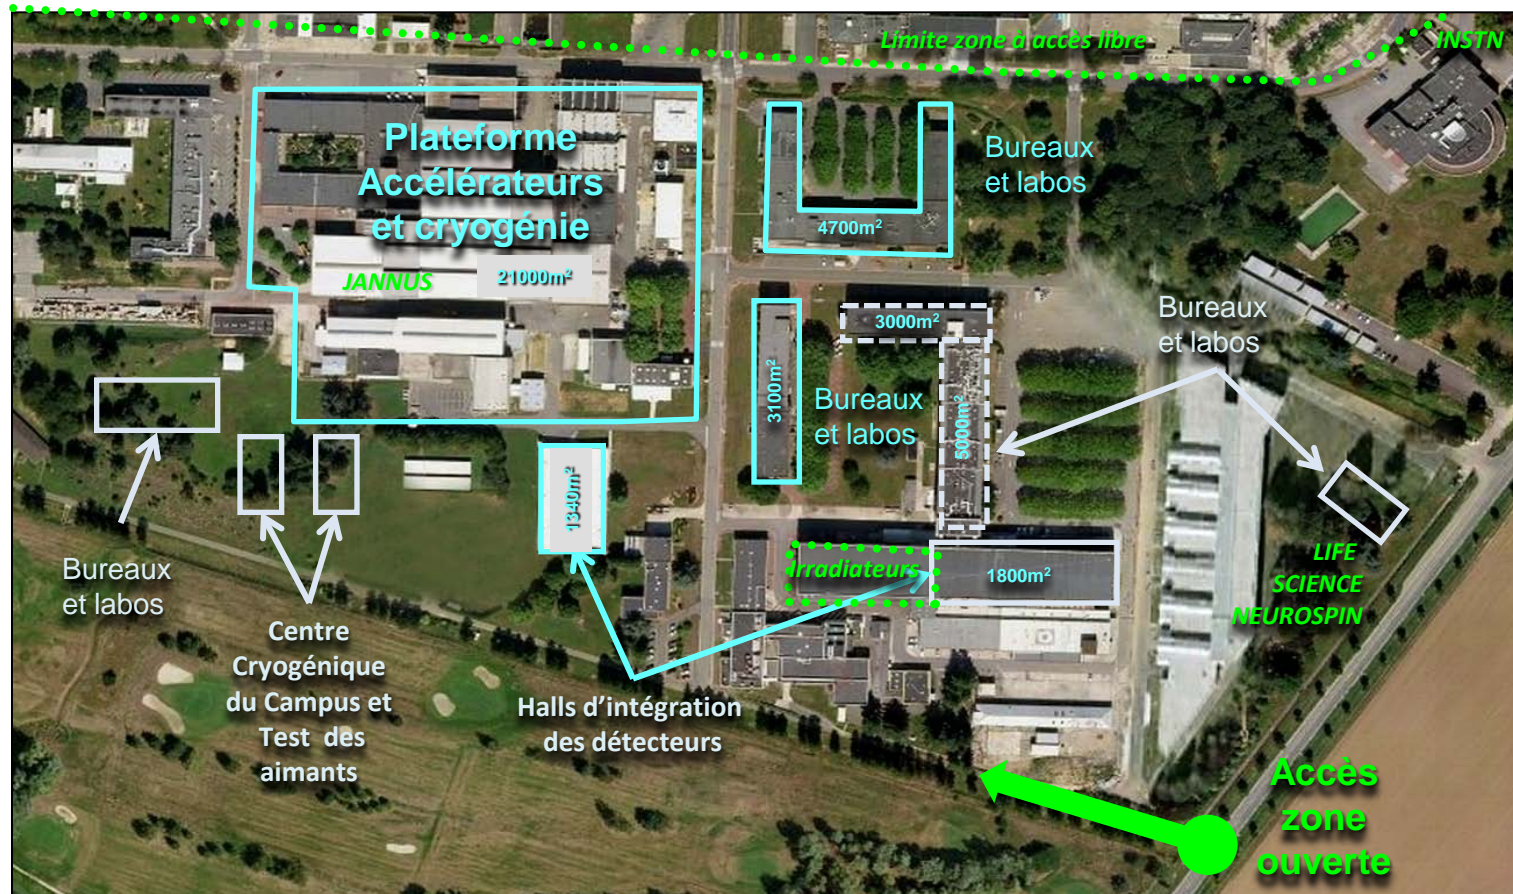 Limite zone à accès libre
INSTN
Plateforme
Accélérateurs
et cryogénie
JANNUS
21000m²
Bureaux
et labos
4700m²
3100m²
Bureaux
et labos
3000m²
5000m²
Bureaux
et labos
1340m²
Irradiateurs
1800m²
LIFE
SCIENCE
NEUROSPIN
Bureaux
et labos
Centre
Cryogénique
du Campus et
Test des
aimants
Halls d’intégration
des détecteurs
Accès
zone
ouverte